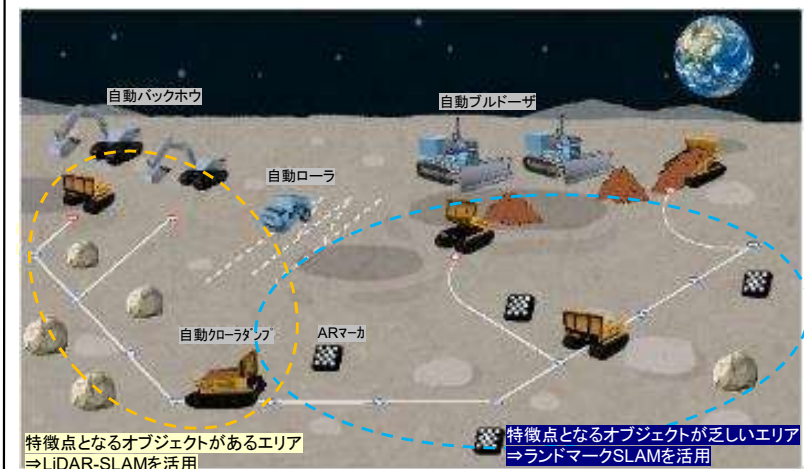 自動バックホウ
自動ブルドーザ
自動ローラ
自動クローラダンプ
ARマーカ
特徴点となるオブジェクトがあるエリア
⇒LiDAR-SLAMを活用
特徴点となるオブジェクトが乏しいエリア
⇒ランドマークSLAMを活用